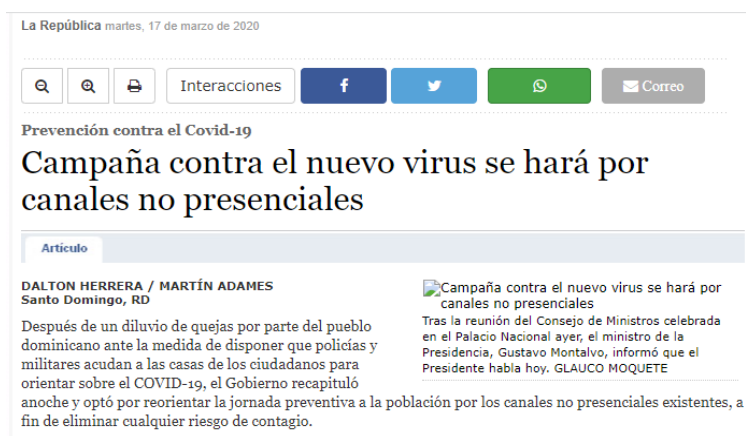 La República martes, 17 de marzo de 2020
Interacciones
Correo
Prevención contra el Covid-19
Campaña contra el nuevo virus se hará por
canales no presenciales
Artículo
DALTON HERRERA / MARTÍN ADAMES
Santo Domingo, RD
Después de un diluvio de quejas por parte del pueblo
dominicano ante la medida de disponer que policías y
militares acudan a las casas de los ciudadanos para
orientar sobre el COVID-19, el Gobierno recapituló
anoche y optó por reorientar la jornada preventiva a la población por los canales no presenciales existentes, a
fin de eliminar cualquier riesgo de contagio.
Campaña contra el nuevo virus se hará por
canales no presenciales
Tras la reunión del Consejo de Ministros celebrada
en el Palacio Nacional ayer, el ministro de la
Presidencia, Gustavo Montalvo, informó que el
Presidente habla hoy. GLAUCO MOQUETE